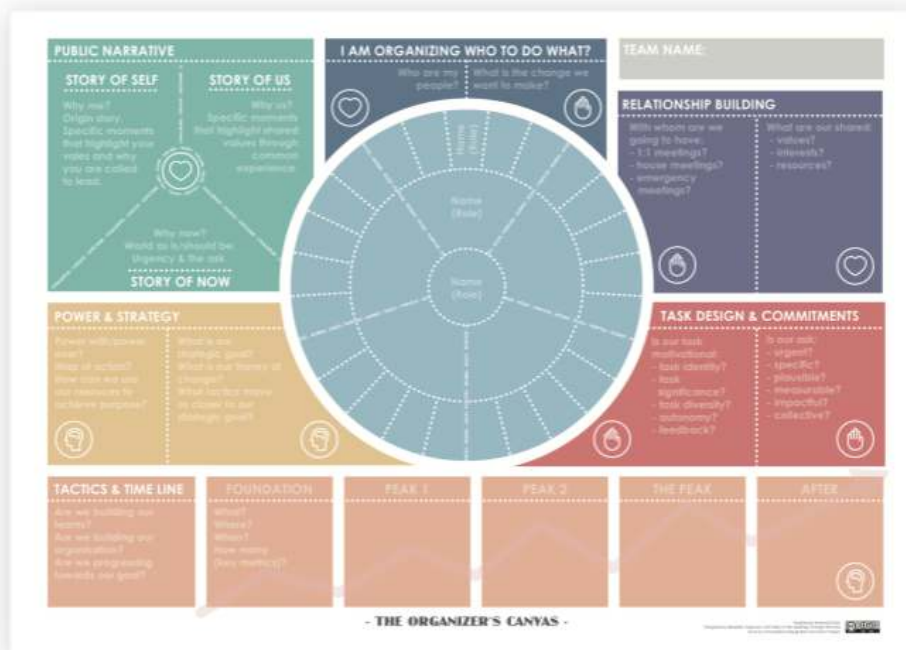 PUBLIC NARRATIVE
STORY OF SELF
Why me?
Origin story.
Specific moments
that highlight your
vales and why
you are called
to lead.
STORY OF US
Why us?
Specific moments
that highlight shared
values through
common
experience.
Why now?
World as is/should be
Urgency & the ask
STORY OF NOW
I AM ORGANIZING WHO TO DO WHAT?
Who are my
people?
What is the change we
want to make?
TEAM NAME:
RELATIONSHIP BUILDING
With whom are we
going to have:
- 1:1 meetings?
- house meetings?
- emergency
meetings?
What are our shared:
- values?
- interests?
- resources?
Name
(Role)
Name
(Role)
Name
(Role)
POWER & STRATEGY
Power with/power
over?
Map of actors?
How can we use
our resources to
achieve purpose?
What is our
strategic goal?
What is our theory of
change?
What tactics move
us closer to our
strategic goal?
TASK DESIGN & COMMITMENTS
Is our task
motivational:
- task identity?
- task
significance?
- task diversity?
- autonomy?
- feedback?
Is our ask:
- urgent?
- specific?
- plausible?
- measurable?
- impactful?
- collective?
TACTICS & TIME LINE
Are we building our
teams?
Are we building our
organization?
Are we progressing
towards our goal?
FOUNDATION
What?
Where?
When?
How many
(key metrics)?
PEAK 1
PEAK 2
THE PEAK
AFTER
- THE ORGANIZER'S CANVAS -